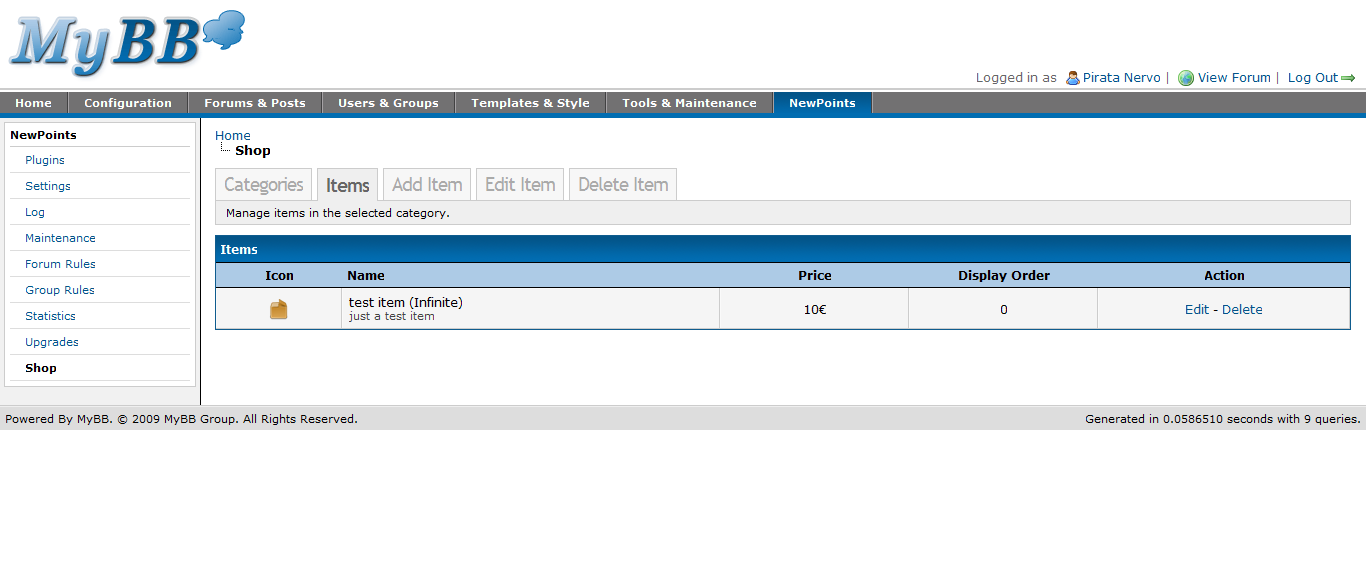 MyBB
Logged in as Pirata Nervo | View Forum | Log Out
Home Configuration Forums & Posts Users & Groups Templates & Style Tools & Maintenance NewPoints
NewPoints
Plugins
Settings
Log
Maintenance
Forum Rules
Group Rules
Statistics
Upgrades
Shop
Home
Shop
Categories Items Add Item Edit Item Delete Item
Manage items in the selected category.
Items
Icon Name Price Display Order Action
test item (Infinite) 10€ 0 Edit - Delete
just a test item
Powered By MyBB. © 2009 MyBB Group. All Rights Reserved. Generated in 0.0586510 seconds with 9 queries.